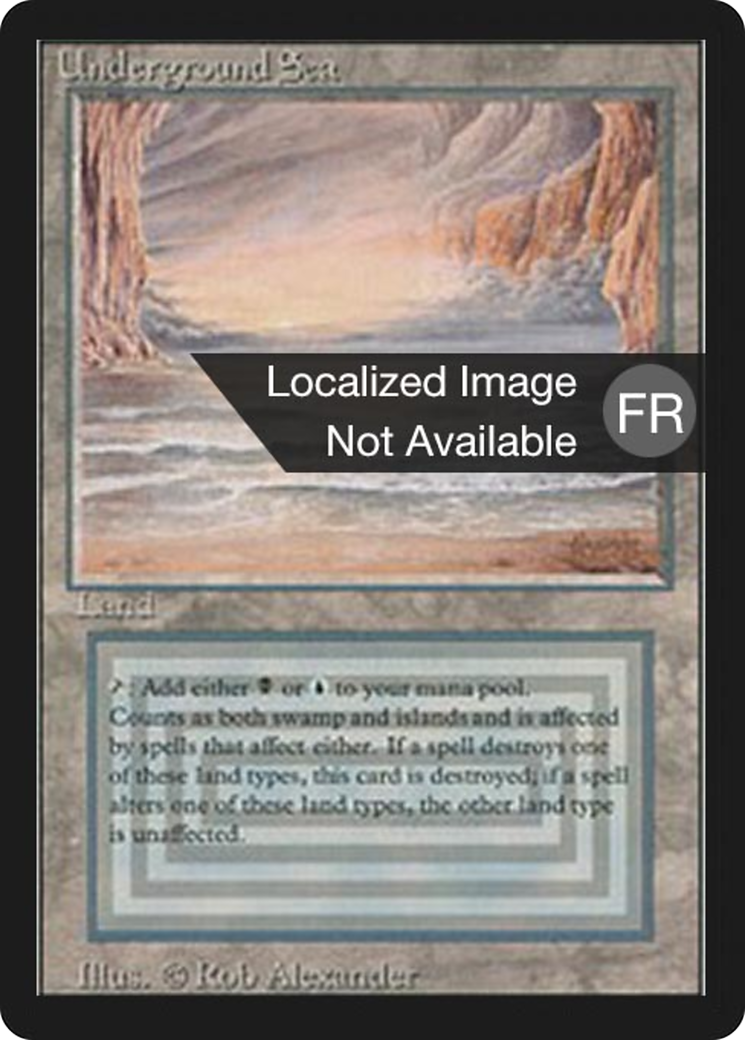 Underground Sea
Localized Image
Not Available
FR
Land
: Add either or to your mana pool.
Counts as both swamp and islands and is affected
by spells that affect either. If a spell destroys one
of these land types, this card is destroyed; if a spell
alters one of these land types, the other land type
is unaffected.
Illus. © Rob Alexander